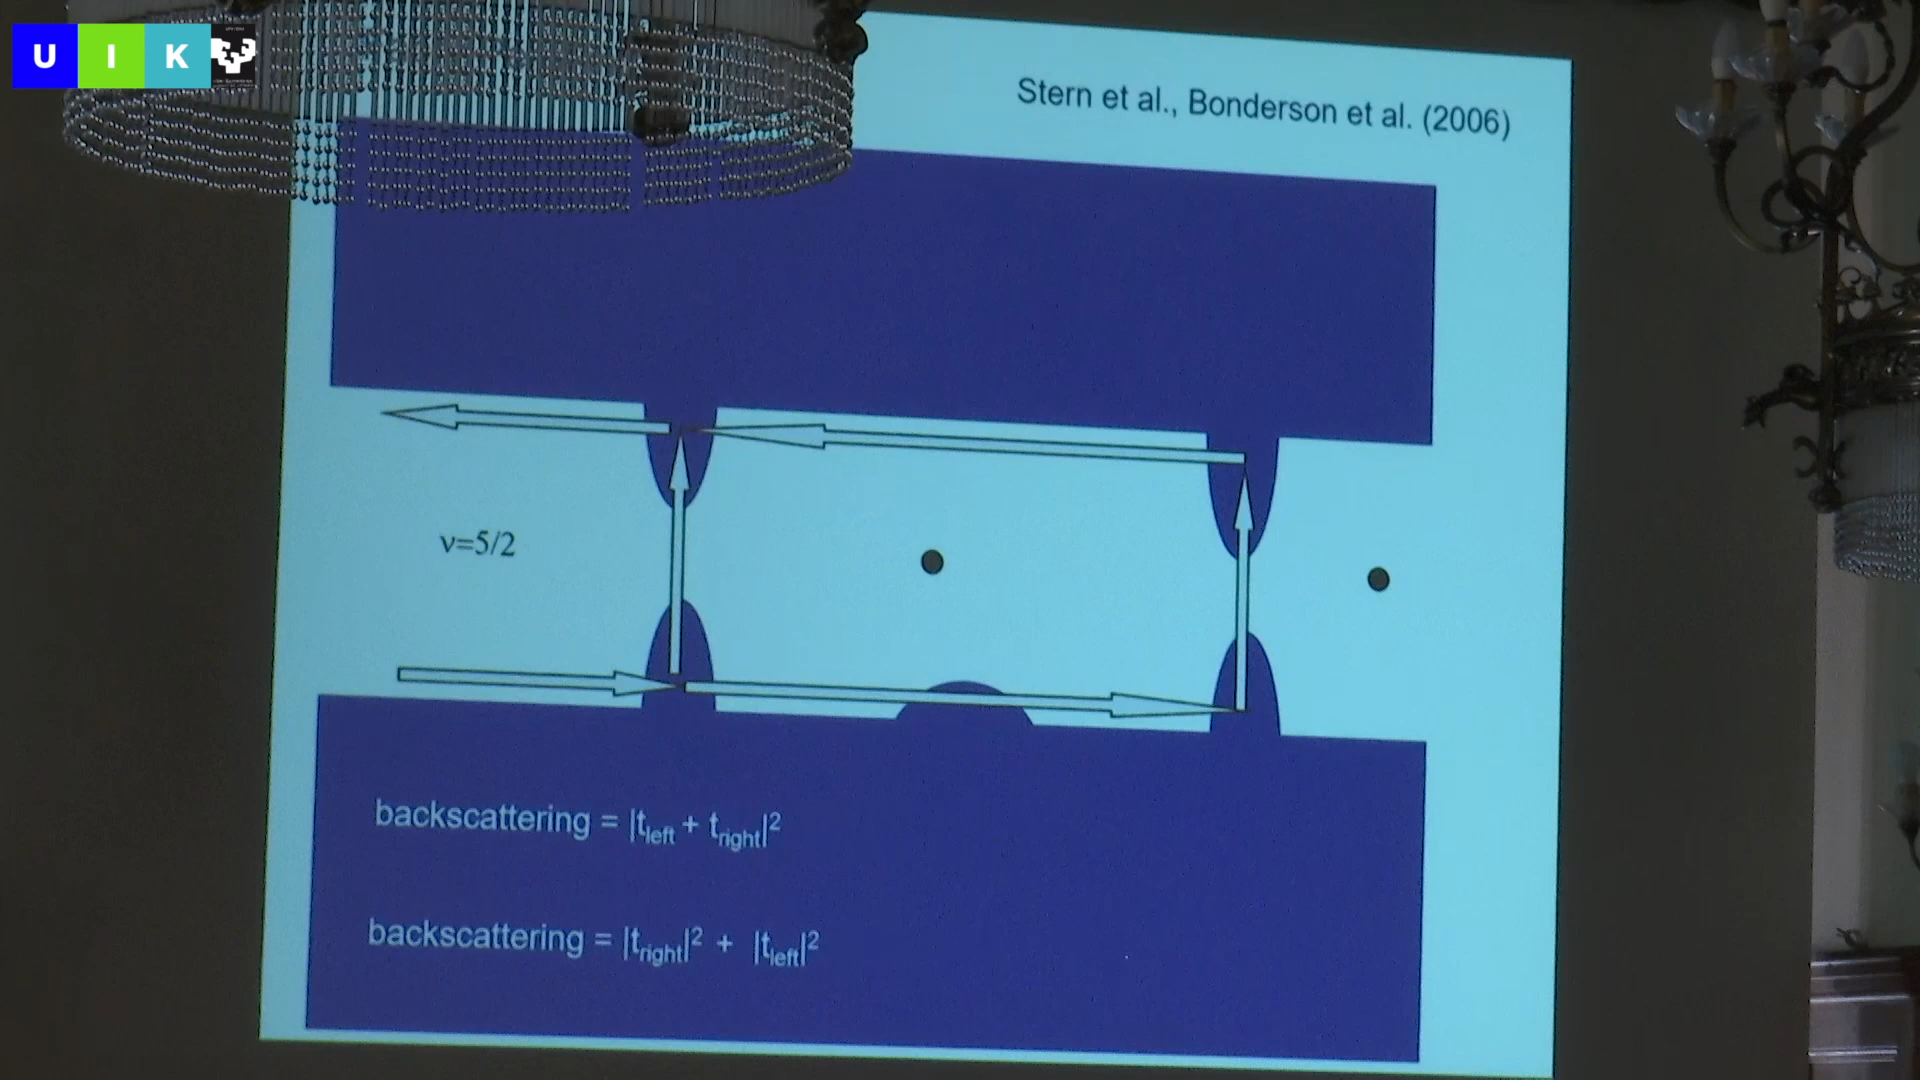 U I K
Stern et al., Bonderson et al. (2006)
ν=5/2
backscattering = |t_left + t_right|²
backscattering = |t_right|² + |t_left|²